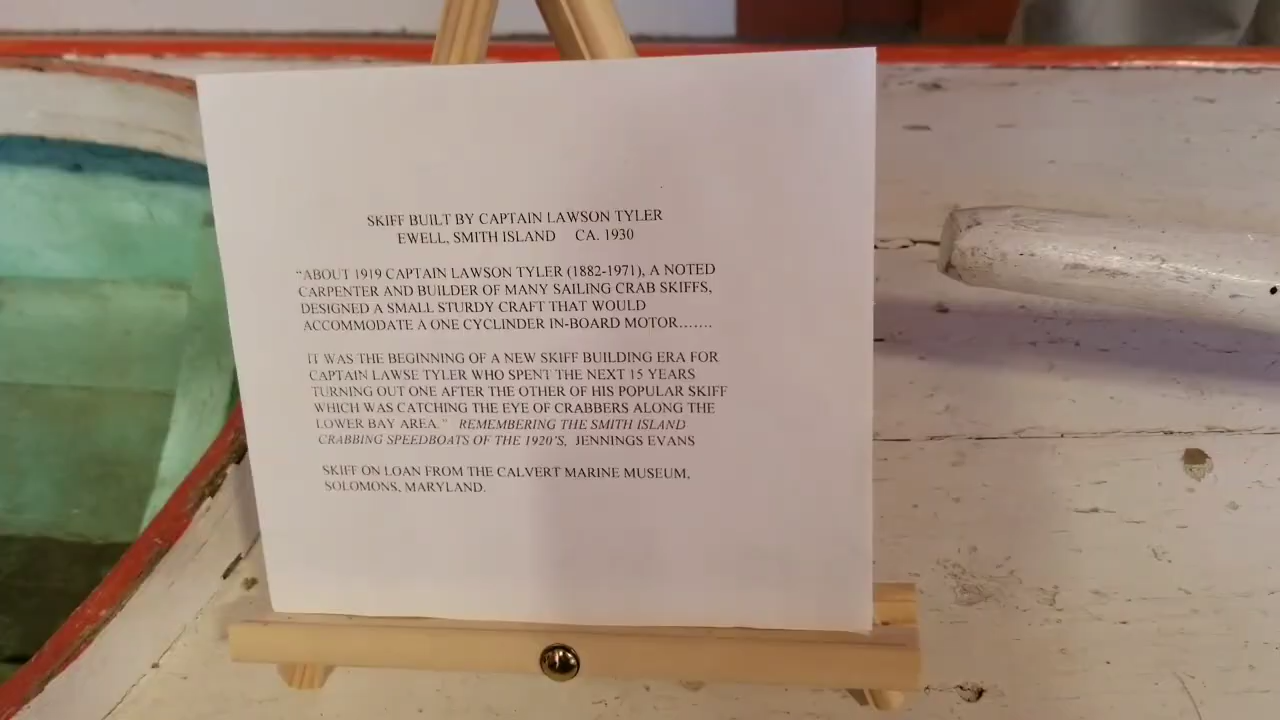 SKIFF BUILT BY CAPTAIN LAWSON TYLER
EWELL, SMITH ISLAND CA. 1930
“ABOUT 1919 CAPTAIN LAWSON TYLER (1882-1971), A NOTED
CARPENTER AND BUILDER OF MANY SAILING CRAB SKIFFS,
DESIGNED A SMALL STURDY CRAFT THAT WOULD
ACCOMMODATE A ONE CYCLINDER IN-BOARD MOTOR…….
IT WAS THE BEGINNING OF A NEW SKIFF BUILDING ERA FOR
CAPTAIN LAWSE TYLER WHO SPENT THE NEXT 15 YEARS
TURNING OUT ONE AFTER THE OTHER OF HIS POPULAR SKIFF
WHICH WAS CATCHING THE EYE OF CRABBERS ALONG THE
LOWER BAY AREA.” REMEMBERING THE SMITH ISLAND
CRABBING SPEEDBOATS OF THE 1920’S, JENNINGS EVANS
SKIFF ON LOAN FROM THE CALVERT MARINE MUSEUM,
SOLOMONS, MARYLAND.